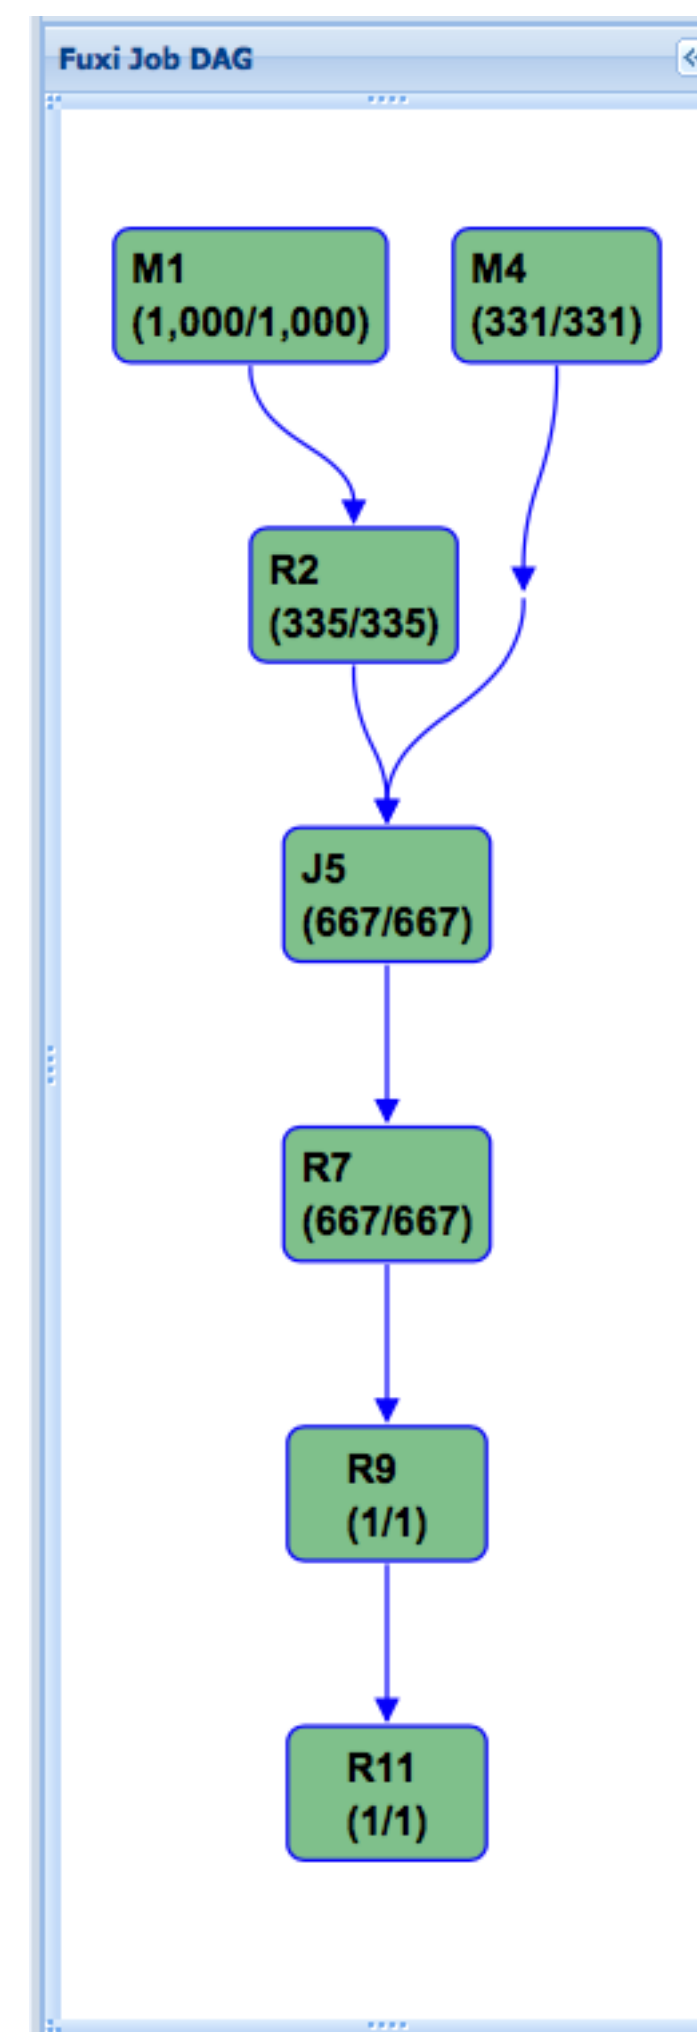 Fuxi Job DAG
M1
(1,000/1,000)
M4
(331/331)
R2
(335/335)
J5
(667/667)
R7
(667/667)
R9
(1/1)
R11
(1/1)